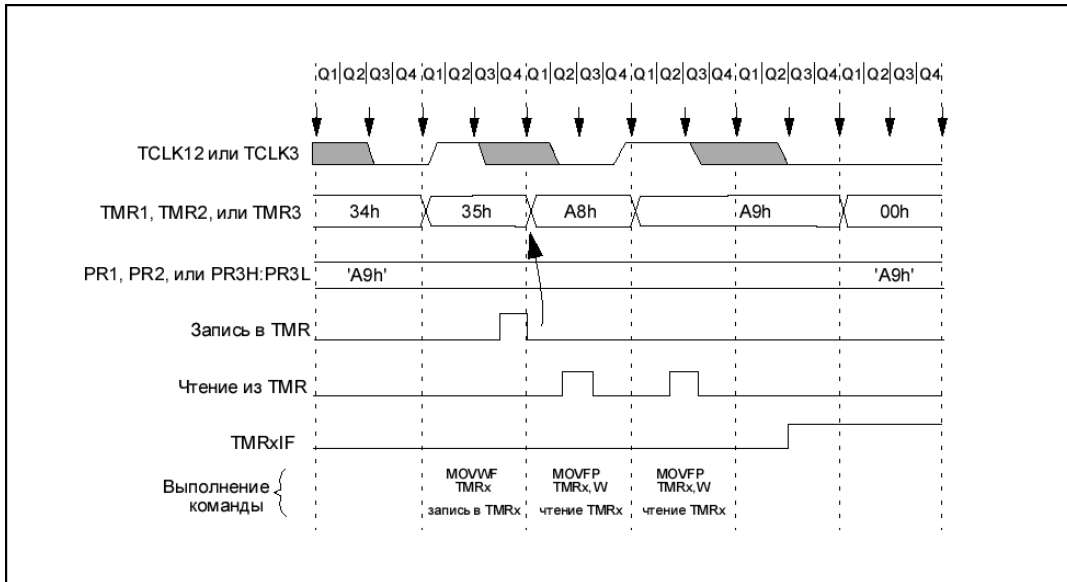 Q1 Q2 Q3 Q4 Q1 Q2 Q3 Q4 Q1 Q2 Q3 Q4 Q1 Q2 Q3 Q4 Q1 Q2 Q3 Q4 Q1 Q2 Q3 Q4
TCLK12 или TCLK3
TMR1, TMR2, или TMR3
34h 35h A8h A9h 00h
PR1, PR2, или PR3H:PR3L
'A9h' 'A9h'
Запись в TMR
Чтение из TMR
TMRxIF
Выполнение
команды
MOVWF
TMRx
запись в TMRx
MOVFP
TMRx, W
чтение TMRx
MOVFP
TMRx, W
чтение TMRx